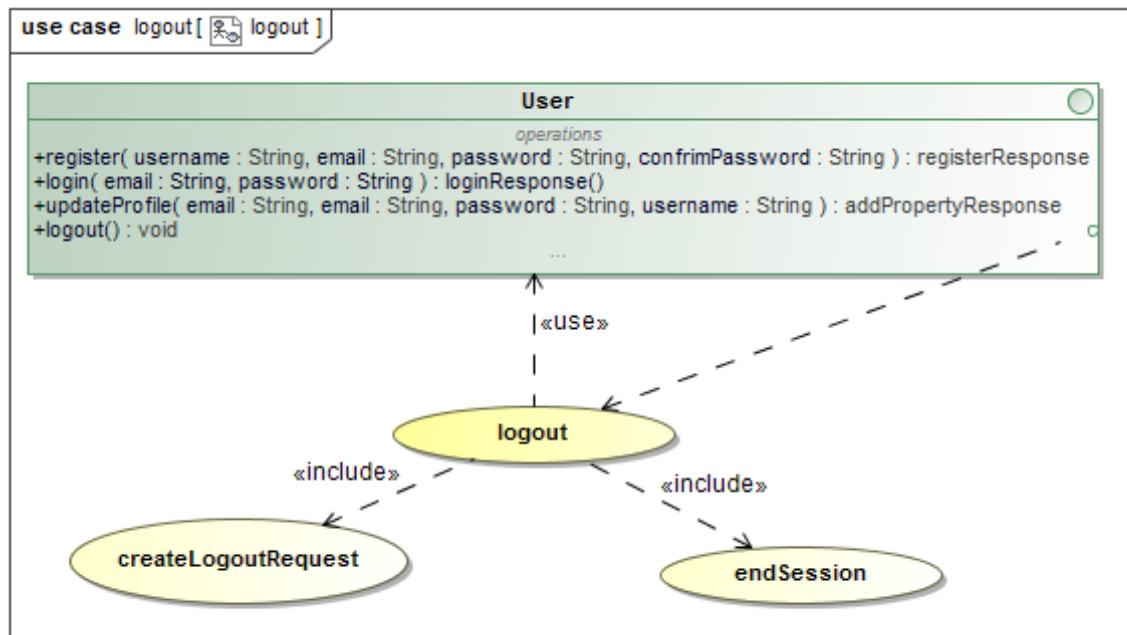 use case logout [ logout ]
User
operations
+register( username : String, email : String, password : String, confrimPassword : String ) : registerResponse
+login( email : String, password : String ) : loginResponse()
+updateProfile( email : String, email : String, password : String, username : String ) : addPropertyResponse
+logout() : void
...
«use»
logout
«include»
«include»
createLogoutRequest
endSession